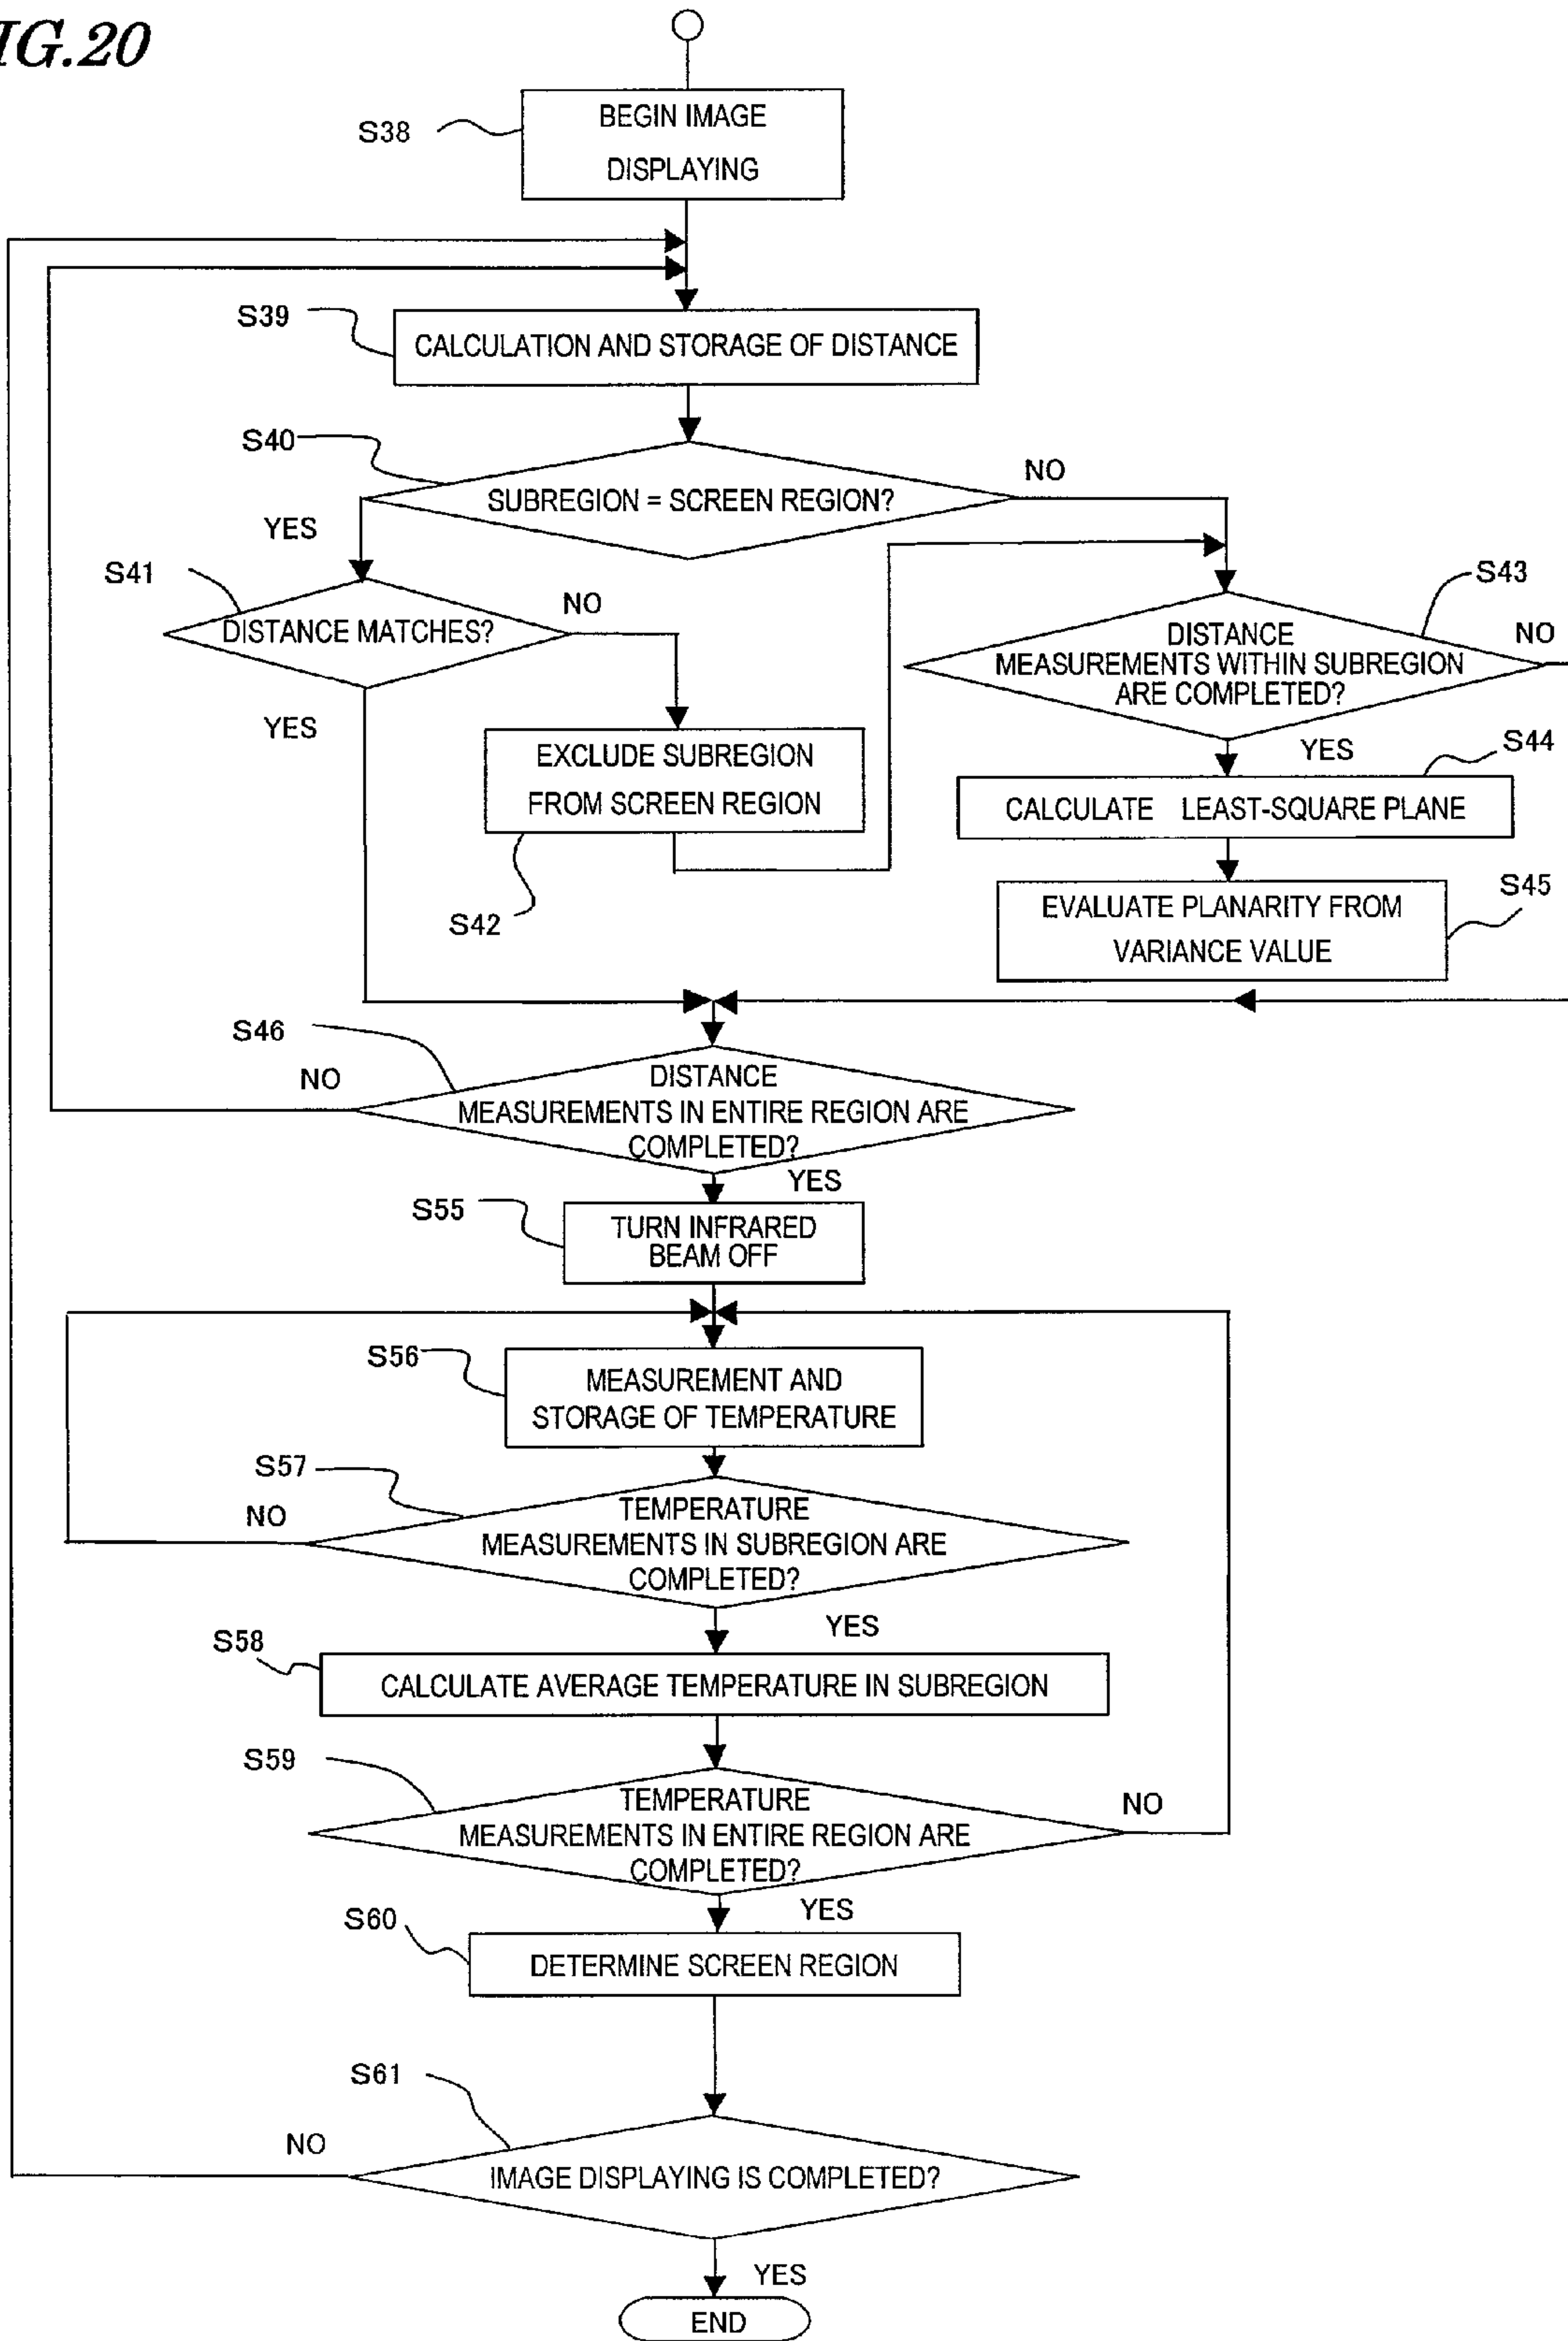 IG.20
BEGIN IMAGE
DISPLAYING
S38
S39
CALCULATION AND STORAGE OF DISTANCE
S40
SUBREGION = SCREEN REGION?
NO
YES
S41
DISTANCE MATCHES?
NO
YES
EXCLUDE SUBREGION
FROM SCREEN REGION
S42
S43
DISTANCE
MEASUREMENTS WITHIN SUBREGION
ARE COMPLETED?
NO
YES
S44
CALCULATE LEAST-SQUARE PLANE
S45
EVALUATE PLANARITY FROM
VARIANCE VALUE
S46
NO
DISTANCE
MEASUREMENTS IN ENTIRE REGION ARE
COMPLETED?
YES
S55
TURN INFRARED
BEAM OFF
S56
MEASUREMENT AND
STORAGE OF TEMPERATURE
S57
NO
TEMPERATURE
MEASUREMENTS IN SUBREGION ARE
COMPLETED?
YES
S58
CALCULATE AVERAGE TEMPERATURE IN SUBREGION
S59
TEMPERATURE
MEASUREMENTS IN ENTIRE REGION ARE
COMPLETED?
NO
YES
S60
DETERMINE SCREEN REGION
S61
NO
IMAGE DISPLAYING IS COMPLETED?
YES
END